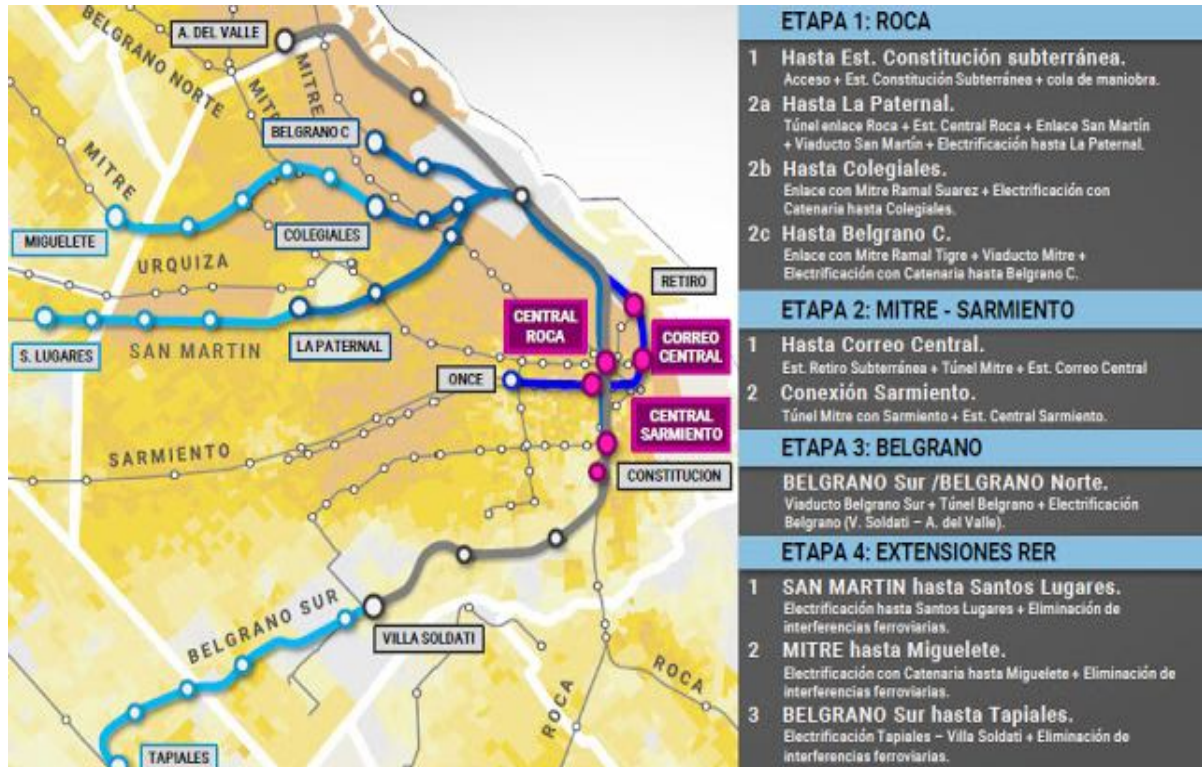 A. DEL VALLE
BELGRANO NORTE
MITRE
MITRE
MITRE
BELGRANO C
MIGUELETE
COLEGIALES
URQUIZA
RETIRO
CENTRAL
ROCA
CORREO
CENTRAL
S. LUGARES
SAN MARTIN
LA PATERNAL
ONCE
CENTRAL
SARMIENTO
SARMIENTO
CONSTITUCION
BELGRANO SUR
VILLA SOLDATI
ROCA
ROCA
TAPIALES
ETAPA 1: ROCA
1 Hasta Est. Constitución subterránea.
Acceso + Est. Constitución Subterránea + cola de maniobra.
2a Hasta La Paternal.
Túnel enlace Roca + Est. Central Roca + Enlace San Martín
+ Viaducto San Martín + Electrificación hasta La Paternal.
2b Hasta Colegiales.
Enlace con Mitre Ramal Suarez + Electrificación con
Catenaria hasta Colegiales.
2c Hasta Belgrano C.
Enlace con Mitre Ramal Tigre + Viaducto Mitre +
Electrificación con Catenaria hasta Belgrano C.
ETAPA 2: MITRE - SARMIENTO
1 Hasta Correo Central.
Est. Retiro Subterránea + Túnel Mitre + Est. Correo Central
2 Conexión Sarmiento.
Túnel Mitre con Sarmiento + Est. Central Sarmiento.
ETAPA 3: BELGRANO
BELGRANO Sur /BELGRANO Norte.
Viaducto Belgrano Sur + Túnel Belgrano + Electrificación
Belgrano (V. Soldati – A. del Valle).
ETAPA 4: EXTENSIONES RER
1 SAN MARTIN hasta Santos Lugares.
Electrificación hasta Santos Lugares + Eliminación de
interferencias ferroviarias.
2 MITRE hasta Miguelete.
Electrificación con Catenaria hasta Miguelete + Eliminación de
interferencias ferroviarias.
3 BELGRANO Sur hasta Tapiales.
Electrificación Tapiales – Villa Soldati + Eliminación de
interferencias ferroviarias.